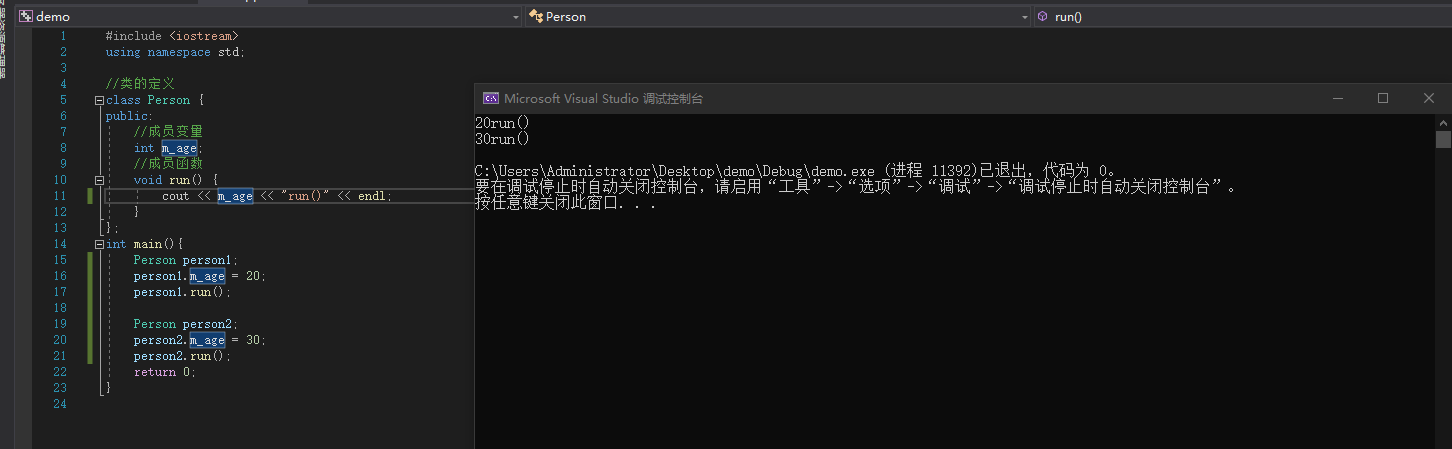 demo
Person
run()
1 #include <iostream>
2 using namespace std;
3
4 //类的定义
5 class Person {
6 public:
7 //成员变量
8 int m_age;
9 //成员函数
10 void run() {
11 cout << m_age << "run()" << endl;
12 }
13 };
14 int main(){
15 Person person1;
16 person1.m_age = 20;
17 person1.run();
18
19 Person person2;
20 person2.m_age = 30;
21 person2.run();
22 return 0;
23 }
24
Microsoft Visual Studio 调试控制台
20run()
30run()
C:\Users\Administrator\Desktop\demo\Debug\demo.exe (进程 11392)已退出，代码为 0。
要在调试停止时自动关闭控制台，请启用“工具”->“选项”->“调试”->“调试停止时自动关闭控制台”。
按任意键关闭此窗口. . .